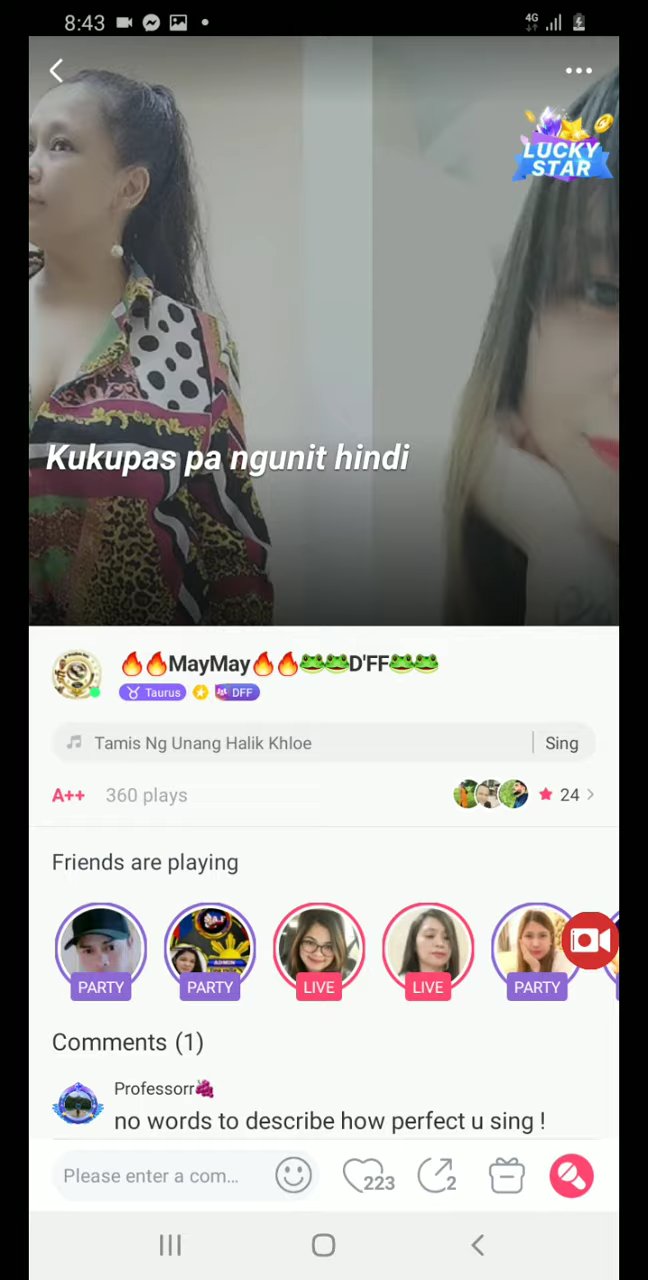 8:43
4G
LUCKY
STAR
Kukupas pa ngunit hindi
🔥🔥MayMay🔥🔥🐸🐸D'FF🐸🐸
Taurus DFF
Tamis Ng Unang Halik Khloe Sing
A++ 360 plays 24
Friends are playing
ADMIN
PARTY PARTY LIVE LIVE PARTY
Comments (1)
Professorr🍇
no words to describe how perfect u sing !
Please enter a com... 223 2